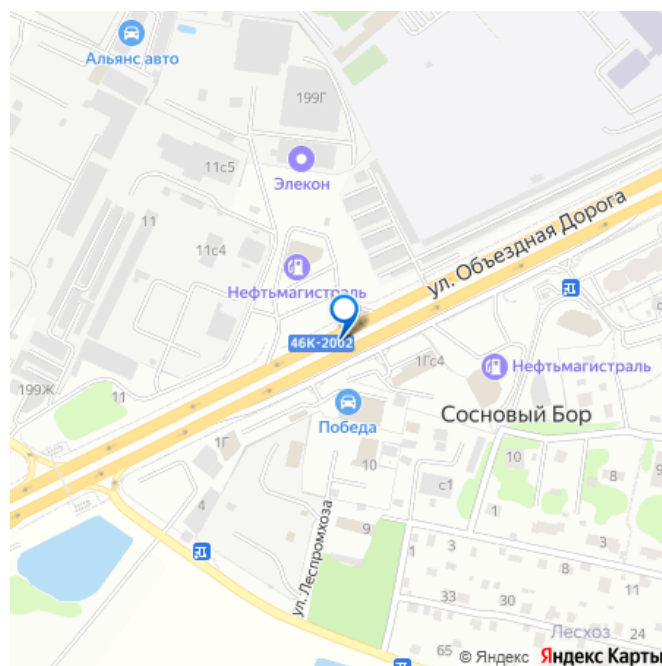 Альянс авто
199Г
11с5
Элекон
11
11с4
ул. Объездная Дорога
Нефтьмагистраль
46К-2002
199Ж
11
1Гс4
Нефтьмагистраль
Победа
Сосновый Бор
1Г
10
10
8
с1
4
ул. Леспромхоза
9
1
1
3
3
8
33
30
Лесхоз
24
65
© Яндекс Яндекс Карты